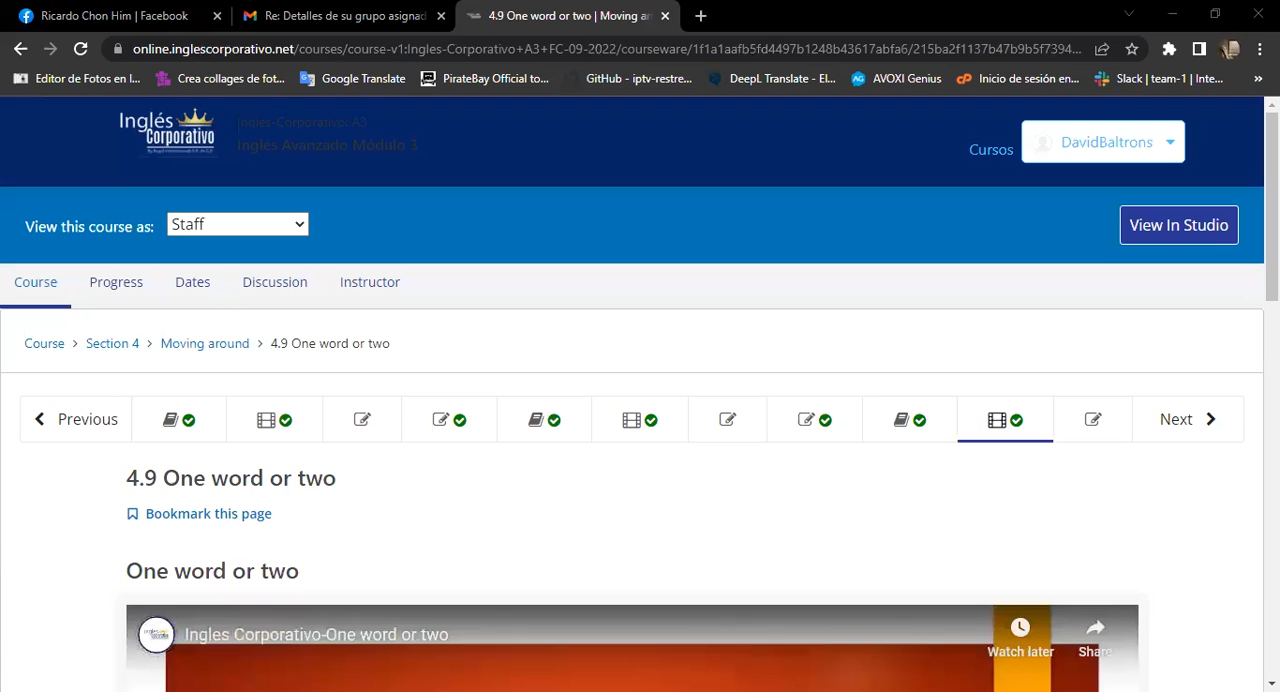 Ricardo Chon Him | Facebook
Re: Detalles de su grupo asignad
4.9 One word or two | Moving ar
online.inglescorporativo.net/courses/course-v1:Ingles-Corporativo+A3+FC-09-2022/courseware/1f1a1aafb5fd4497b1248b43617abfa6/215ba2f1137b47b9b5f7394...
Editor de Fotos en l...
Crea collages de fot...
Google Translate
PirateBay Official to...
GitHub - iptv-restre...
DeepL Translate - El...
AVOXI Genius
Inicio de sesión en...
Slack | team-1 | Inte...
»
Inglés
Corporativo
Ingles-Corporativo: A3
Inglés Avanzado Módulo 3
Cursos
DavidBaltrons
View this course as:
Staff
View In Studio
Course
Progress
Dates
Discussion
Instructor
Course > Section 4 > Moving around > 4.9 One word or two
Previous
Next
4.9 One word or two
Bookmark this page
One word or two
Ingles Corporativo-One word or two
Watch later
Share